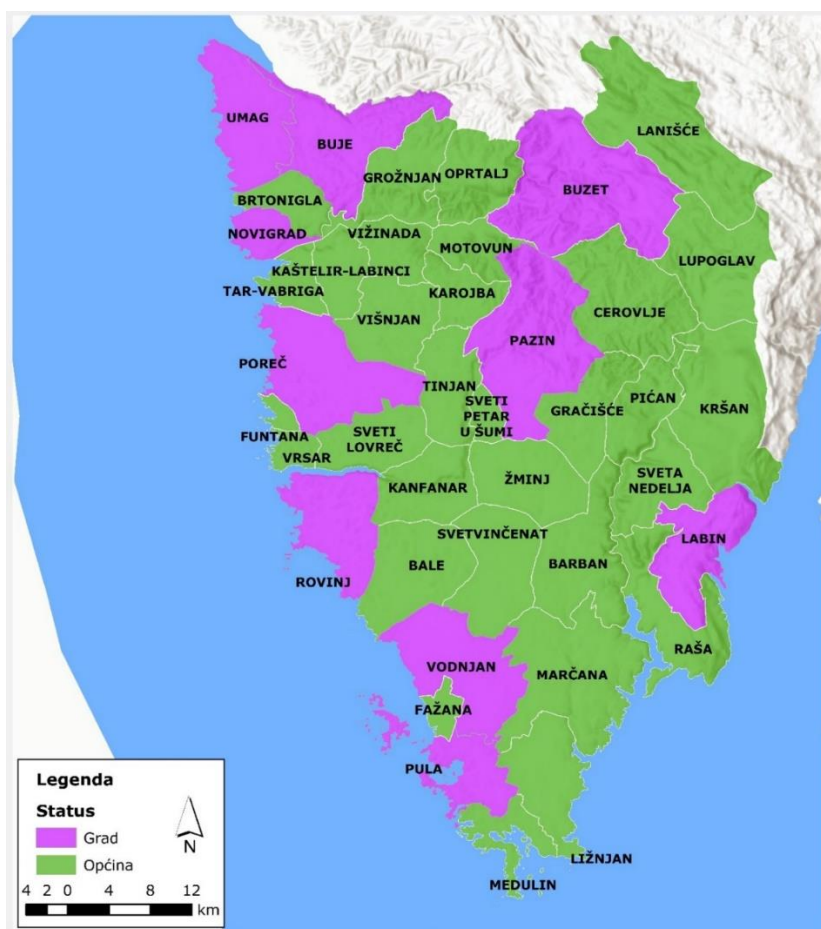 UMAG
BUJE
LANIŠĆE
GROŽNJAN
OPRTALJ
BUZET
BRTONIGLA
NOVIGRAD
VIŽINADA
MOTOVUN
LUPOGLAV
KAŠTELIR-LABINCI
TAR-VABRIGA
KAROJBA
CEROVLJE
VIŠNJAN
PAZIN
POREČ
TINJAN
SVETI
PETAR
U ŠUMI
GRAČIŠĆE
PIĆAN
KRŠAN
FUNTANA
SVETI
LOVREČ
VRSAR
KANFANAR
ŽMINJ
SVETA
NEDELJA
SVETVINČENAT
LABIN
ROVINJ
BALE
BARBAN
RAŠA
VODNJAN
MARČANA
FAŽANA
PULA
LIŽNJAN
MEDULIN
Legenda
Status
Grad
Općina
N
4 2 0 4 8 12
km